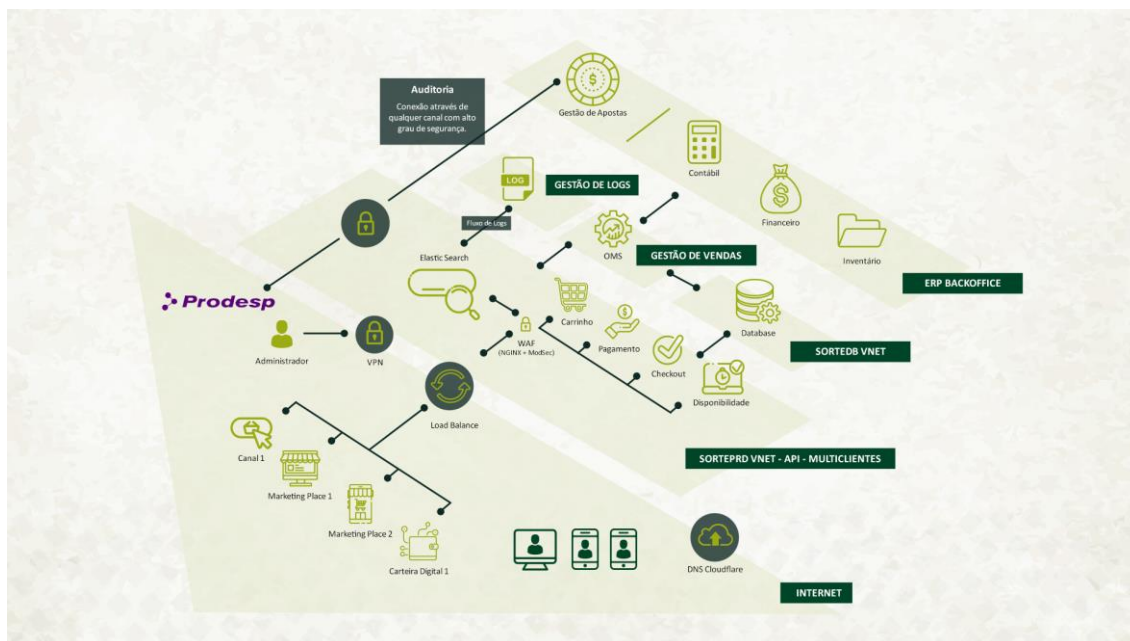 Auditoria
Conexão através de
qualquer canal com alto
grau de segurança.
Gestão de Apostas
Contábil
LOG
GESTÃO DE LOGS
Financeiro
Fluxo de Logs
Elastic Search
OMS
GESTÃO DE VENDAS
Inventário
ERP BACKOFFICE
Prodesp
Carrinho
Database
Administrador
VPN
WAF
(NGINX + ModSec)
Pagamento
SORTEDB VNET
Checkout
Disponibilidade
Load Balance
Canal 1
SORTEPRD VNET - API - MULTICLIENTES
Marketing Place 1
Marketing Place 2
Carteira Digital 1
DNS Cloudflare
INTERNET